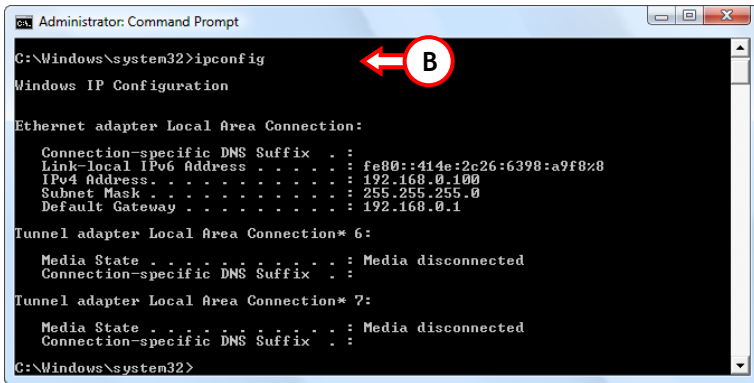 Administrator: Command Prompt
C:\Windows\system32>ipconfig
B
Windows IP Configuration
Ethernet adapter Local Area Connection:
Connection-specific DNS Suffix . :
Link-local IPv6 Address . . . . . : fe80::414e:2c26:6398:a9f8%8
IPv4 Address. . . . . . . . . . . : 192.168.0.100
Subnet Mask . . . . . . . . . . . : 255.255.255.0
Default Gateway . . . . . . . . . : 192.168.0.1
Tunnel adapter Local Area Connection* 6:
Media State . . . . . . . . . . . : Media disconnected
Connection-specific DNS Suffix . :
Tunnel adapter Local Area Connection* 7:
Media State . . . . . . . . . . . : Media disconnected
Connection-specific DNS Suffix . :
C:\Windows\system32>